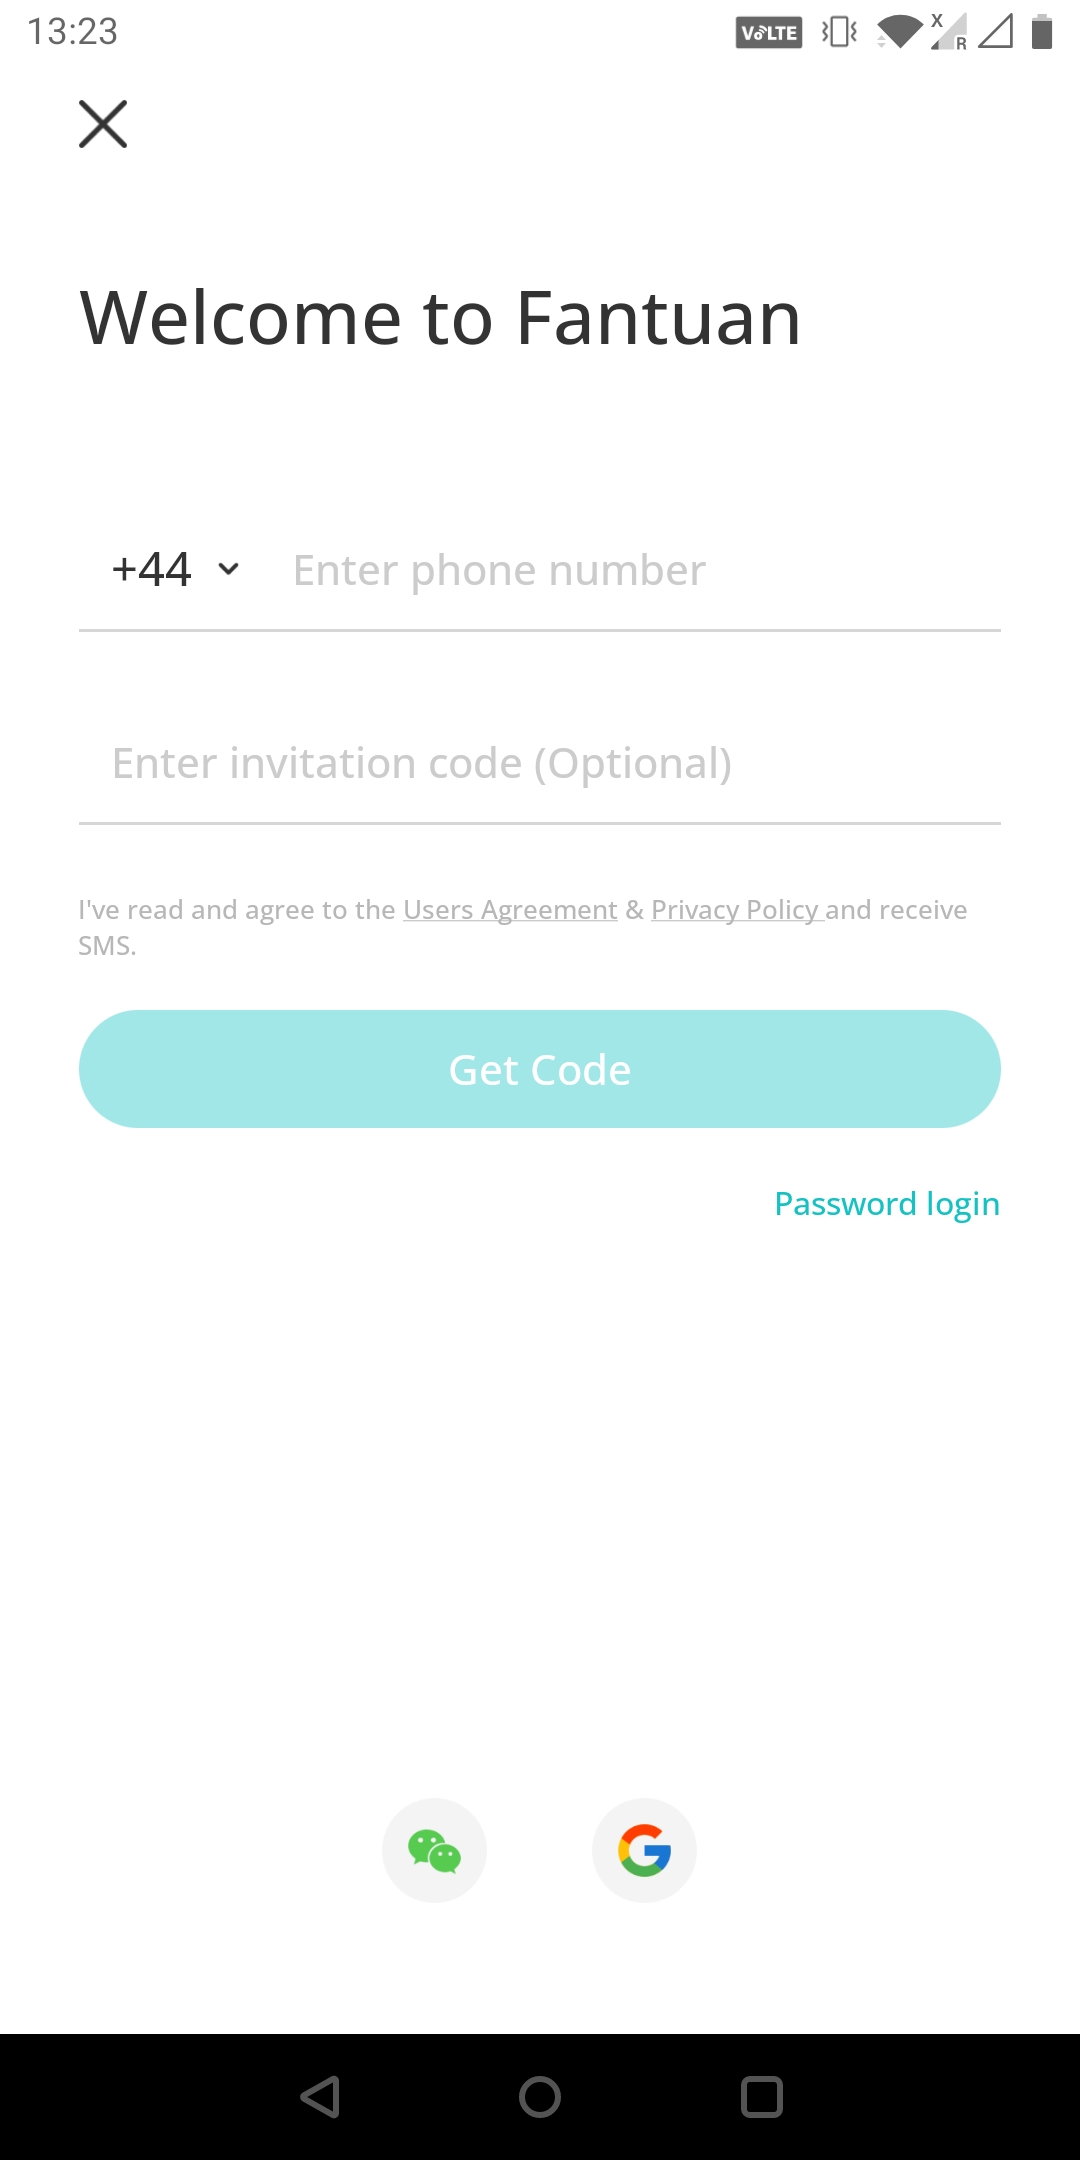 13:23
VoLTE
X
R
Welcome to Fantuan
+44
Enter phone number
Enter invitation code (Optional)
I've read and agree to the Users Agreement & Privacy Policy and receive
SMS.
Get Code
Password login